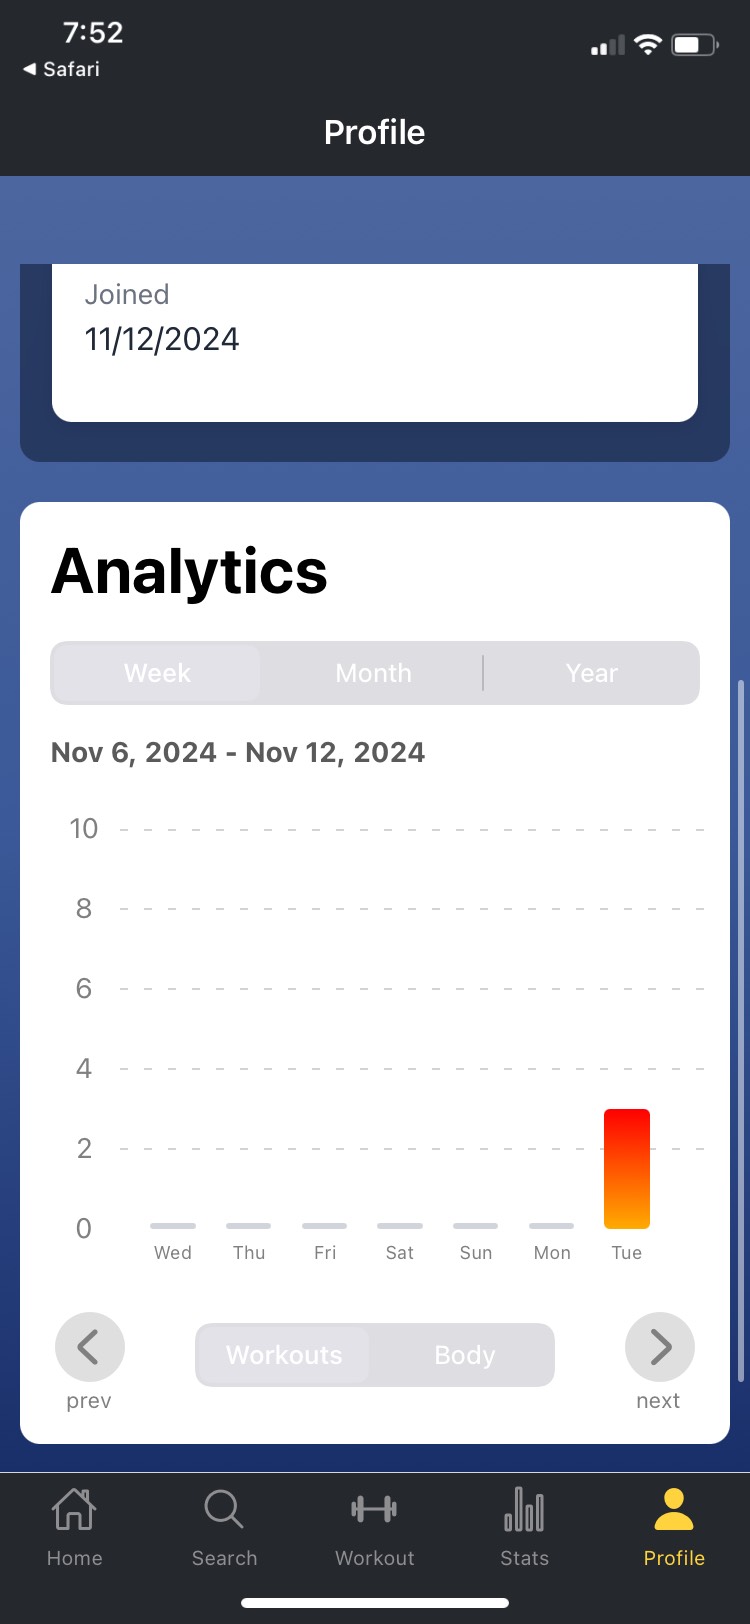 7:52
◀ Safari
Profile
Joined
11/12/2024
Analytics
Week Month Year
Nov 6, 2024 - Nov 12, 2024
10
8
6
4
2
0
Wed Thu Fri Sat Sun Mon Tue
Workouts Body
prev next
Home Search Workout Stats Profile